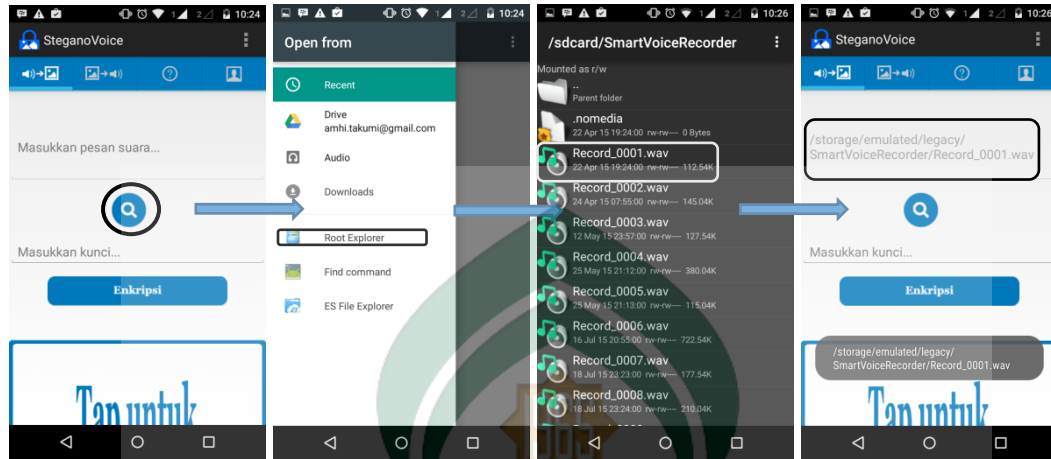 1 2 10:24
SteganoVoice
Masukkan pesan suara...
Masukkan kunci...
Enkripsi
Tap untuk
1 2 10:24
Open from
Recent
Drive
amhi.takumi@gmail.com
Audio
Downloads
Root Explorer
Find command
ES File Explorer
1 2 10:26
/sdcard/SmartVoiceRecorder
Mounted as r/w
..
Parent folder
.nomedia
22 Apr 15 19:24:00 rw-rw— 0 Bytes
Record_0001.wav
22 Apr 15 19:24:00 rw-rw— 112.54K
Record_0002.wav
24 Apr 15 07:55:00 rw-rw— 145.04K
Record_0003.wav
12 May 15 23:57:00 rw-rw— 127.54K
Record_0004.wav
25 May 15 21:12:00 rw-rw— 380.04K
Record_0005.wav
25 May 15 21:13:00 rw-rw— 115.04K
Record_0006.wav
16 Jul 15 20:55:00 rw-rw— 722.54K
Record_0007.wav
18 Jul 15 23:23:00 rw-rw— 177.54K
Record_0008.wav
18 Jul 15 23:24:00 rw-rw— 210.04K
1 2 10:26
SteganoVoice
/storage/emulated/legacy/
SmartVoiceRecorder/Record_0001.wav
Masukkan kunci...
Enkripsi
/storage/emulated/legacy/
SmartVoiceRecorder/Record_0001.wav
Tap untuk